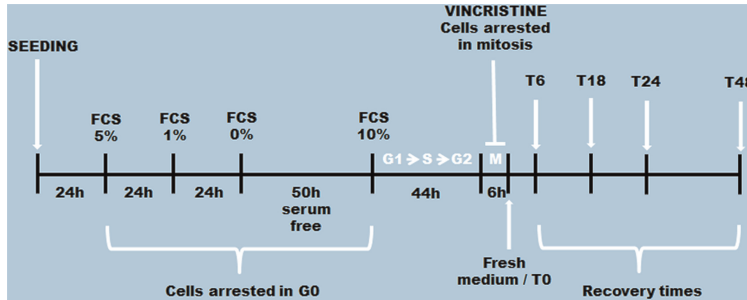 VINCRISTINE
Cells arrested
in mitosis
SEEDING
T6
T18
T24
T48
FCS
5%
FCS
1%
FCS
0%
FCS
10%
G1 → S → G2
M
24h
24h
24h
50h
serum
free
44h
6h
Cells arrested in G0
Fresh
medium / T0
Recovery times